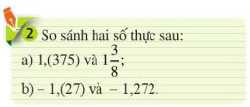 2 So sánh hai số thực sau:
a) 1,(375) và 1 3/8;
b) – 1,(27) và – 1,272.